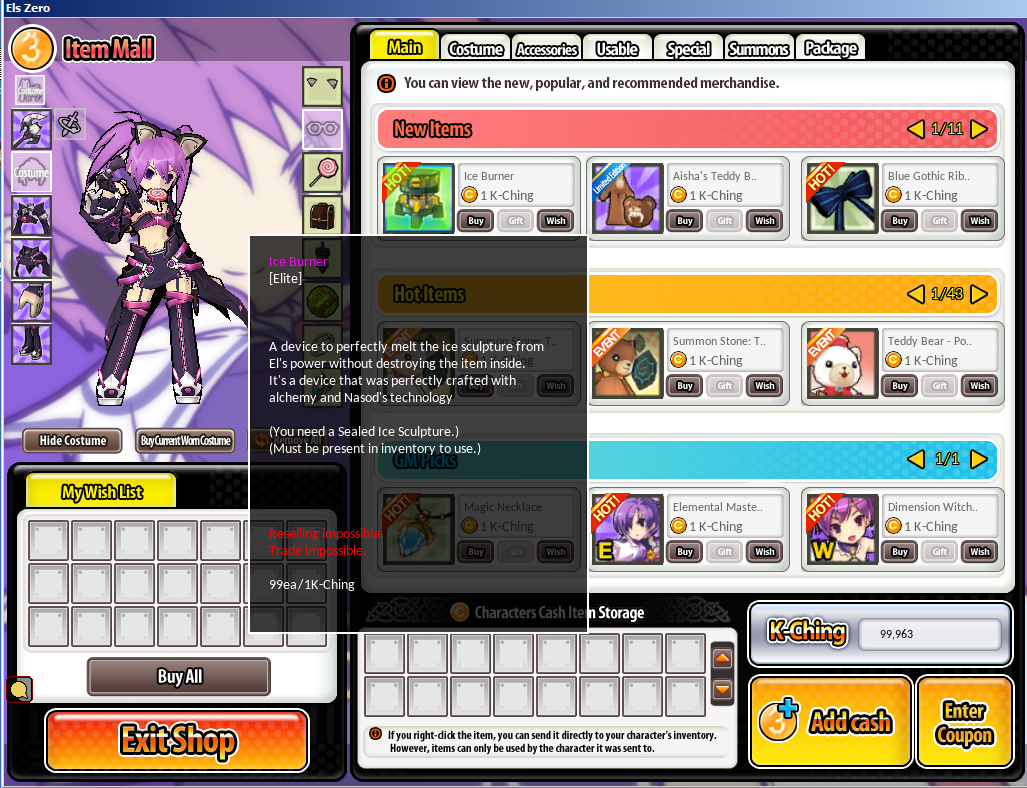 Els Zero
3 Item Mall
Costume
Hide Costume
Buy Current Worn Costume
Remove All
My Wish List
Buy All
Exit Shop
Main
Costume
Accessories
Usable
Special
Summons
Package
You can view the new, popular, and recommended merchandise.
New Items
1/11
HOT!
Ice Burner
C 1 K-Ching
Buy Gift Wish
Limited Edition
Aisha's Teddy B..
C 1 K-Ching
Buy Gift Wish
HOT!
Blue Gothic Rib..
C 1 K-Ching
Buy Gift Wish
Hot Items
1/43
Summon Stone: T..
1 K-Ching
Buy Gift Wish
EVENT
Summon Stone: T..
C 1 K-Ching
Buy Gift Wish
EVENT
Teddy Bear - Po..
C 1 K-Ching
Buy Gift Wish
GM Picks
1/1
HOT!
Magic Necklace
C 1 K-Ching
Buy Gift Wish
HOT!
E
Elemental Maste..
C 1 K-Ching
Buy Gift Wish
HOT!
W
Dimension Witch..
C 1 K-Ching
Buy Gift Wish
Ice Burner
[Elite]
A device to perfectly melt the ice sculpture from
El's power without destroying the item inside.
It's a device that was perfectly crafted with
alchemy and Nasod's technology
(You need a Sealed Ice Sculpture.)
(Must be present in inventory to use.)
Reselling impossible.
Trade impossible.
99ea/1K-Ching
C Characters Cash Item Storage
If you right-click the item, you can send it directly to your character's inventory.
However, items can only be used by the character it was sent to.
K-Ching
99,963
3 Add cash
Enter
Coupon